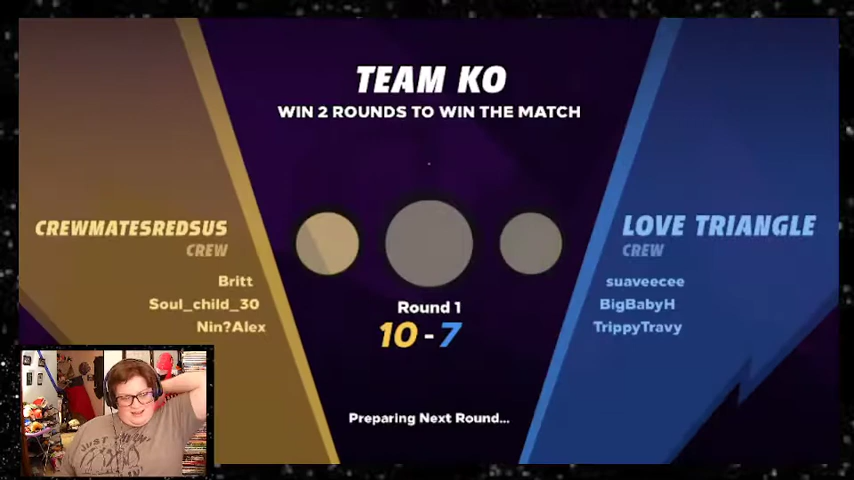 TEAM KO
WIN 2 ROUNDS TO WIN THE MATCH
CREWMATESREDSUS
CREW
Britt
Soul_child_30
Nin?Alex
LOVE TRIANGLE
CREW
suaveecee
BigBabyH
TrippyTravy
Round 1
10 - 7
Preparing Next Round...
JUST